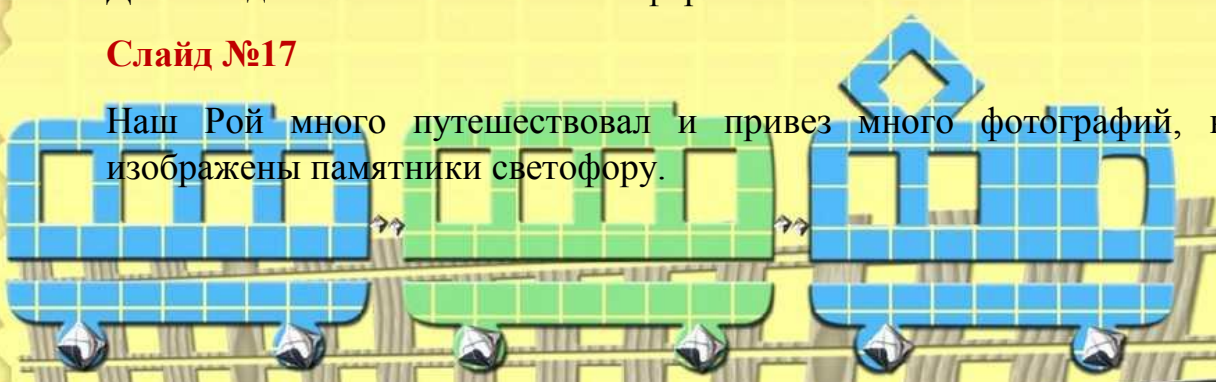 Слайд №17
Наш Рой много путешествовал и привез много фотографий,
изображены памятники светофору.